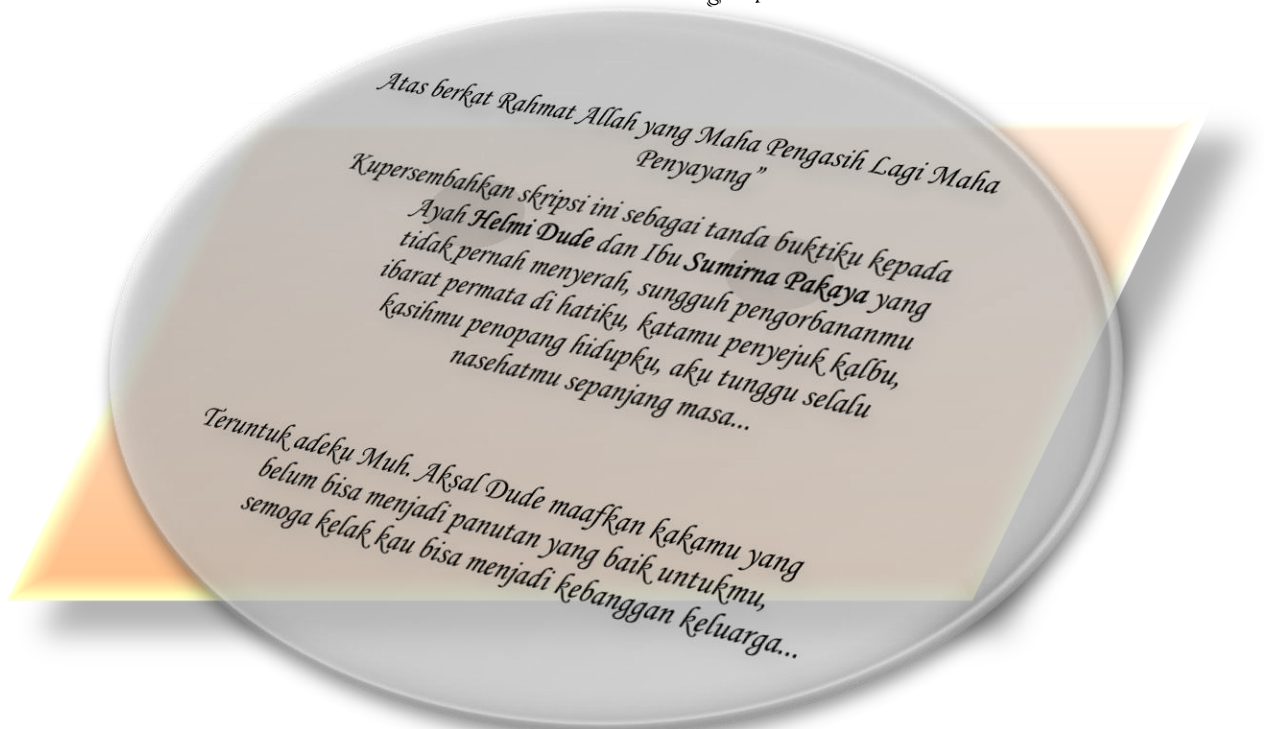 Atas berkat Rahmat Allah yang Maha Pengasih Lagi Maha
Penyayang”
Kupersembahkan skripsi ini sebagai tanda buktiku kepada
Ayah Helmi Dude dan Ibu Sumirna Pakaya yang
tidak pernah menyerah, sungguh pengorbananmu
ibarat permata di hatiku, katamu penyejuk kalbu,
kasihmu penopang hidupku, aku tunggu selalu
nasehatmu sepanjang masa...
Teruntuk adeku Muh. Aksal Dude maafkan kakamu yang
belum bisa menjadi panutan yang baik untukmu,
semoga kelak kau bisa menjadi kebanggan keluarga...